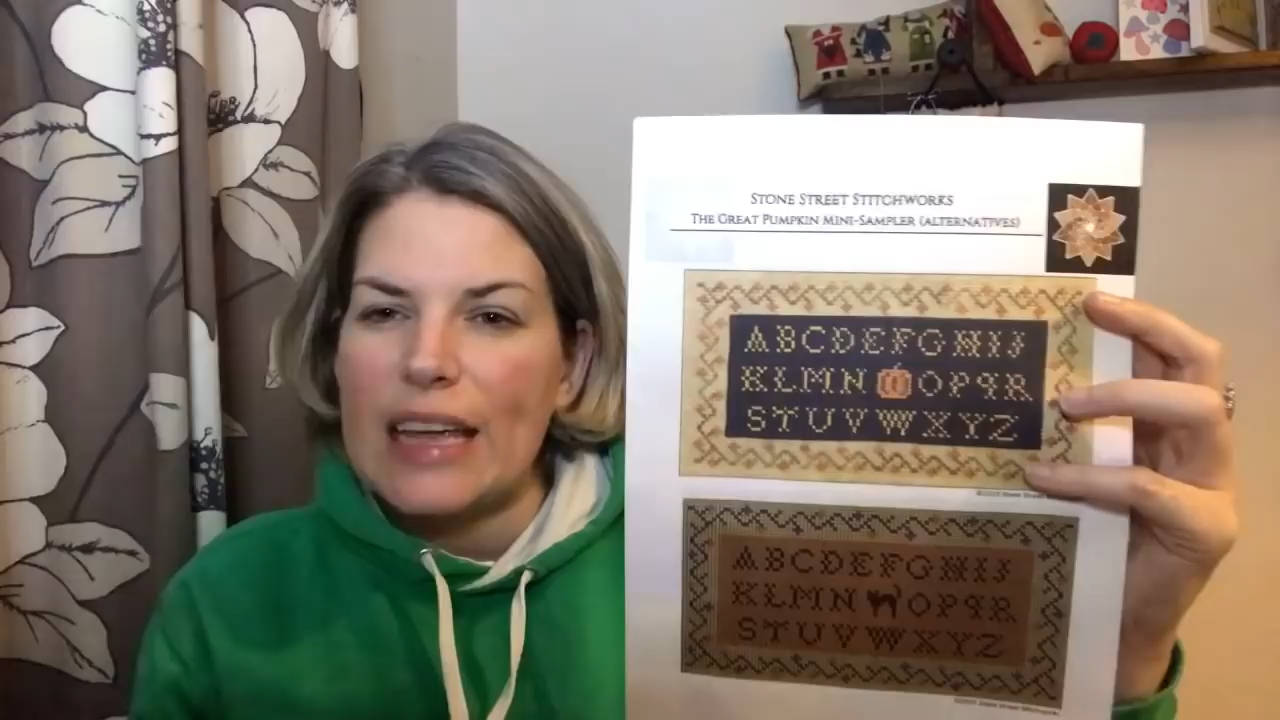 STONE STREET STITCHWORKS
THE GREAT PUMPKIN MINI-SAMPLER (ALTERNATIVES)
ABCDEFGHIJ
KLMN OPQR
STUVWXYZ
ABCDEFGHIJ
KLMN OPQR
STUVWXYZ